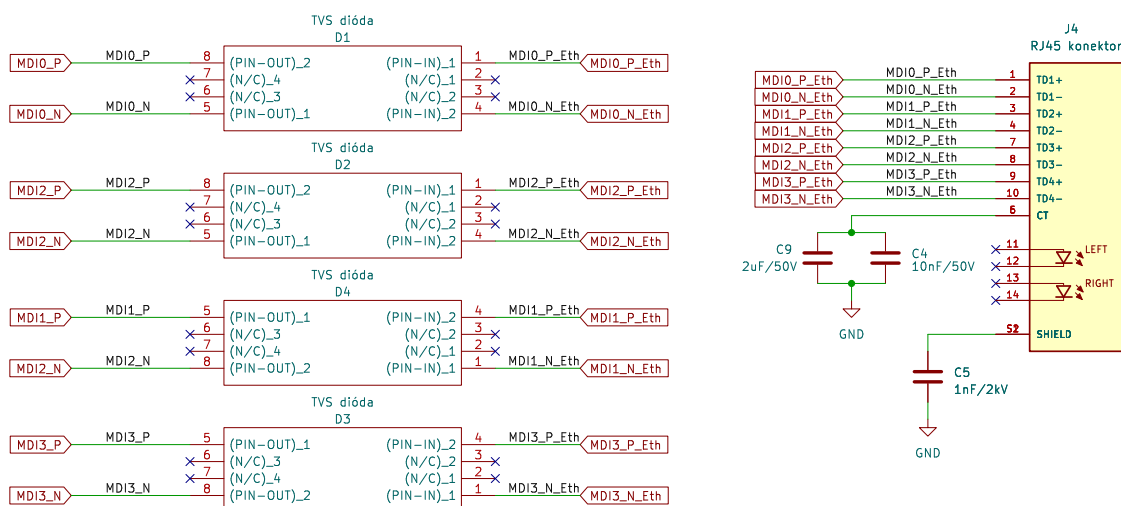 TVS dióda
D1
MDI0_P MDI0_P 8 (PIN-OUT)_2 (PIN-IN)_1 1 MDI0_P_Eth MDI0_P_Eth
7 (N/C)_4 (N/C)_1 2
6 (N/C)_3 (N/C)_2 3
MDI0_N MDI0_N 5 (PIN-OUT)_1 (PIN-IN)_2 4 MDI0_N_Eth MDI0_N_Eth
TVS dióda
D2
MDI2_P MDI2_P 8 (PIN-OUT)_2 (PIN-IN)_1 1 MDI2_P_Eth MDI2_P_Eth
7 (N/C)_4 (N/C)_1 2
6 (N/C)_3 (N/C)_2 3
MDI2_N MDI2_N 5 (PIN-OUT)_1 (PIN-IN)_2 4 MDI2_N_Eth MDI2_N_Eth
TVS dióda
D4
MDI1_P MDI1_P 5 (PIN-OUT)_1 (PIN-IN)_2 4 MDI1_P_Eth MDI1_P_Eth
6 (N/C)_3 (N/C)_2 3
7 (N/C)_4 (N/C)_1 2
MDI2_N MDI2_N 8 (PIN-OUT)_2 (PIN-IN)_1 1 MDI1_N_Eth MDI1_N_Eth
TVS dióda
D3
MDI3_P MDI3_P 5 (PIN-OUT)_1 (PIN-IN)_2 4 MDI3_P_Eth MDI3_P_Eth
6 (N/C)_3 (N/C)_2 3
7 (N/C)_4 (N/C)_1 2
MDI3_N MDI3_N 8 (PIN-OUT)_2 (PIN-IN)_1 1 MDI3_N_Eth MDI3_N_Eth
J4
RJ45 konektor
MDI0_P_Eth MDI0_P_Eth 1 TD1+
MDI0_N_Eth MDI0_N_Eth 2 TD1-
MDI1_P_Eth MDI1_P_Eth 3 TD2+
MDI1_N_Eth MDI1_N_Eth 4 TD2-
MDI2_P_Eth MDI2_P_Eth 7 TD3+
MDI2_N_Eth MDI2_N_Eth 8 TD3-
MDI3_P_Eth MDI3_P_Eth 9 TD4+
MDI3_N_Eth MDI3_N_Eth 10 TD4-
CT
C9
2uF/50V
C4
10nF/50V
GND
11 LEFT
12
13 RIGHT
14
SHIELD
C5
1nF/2kV
GND